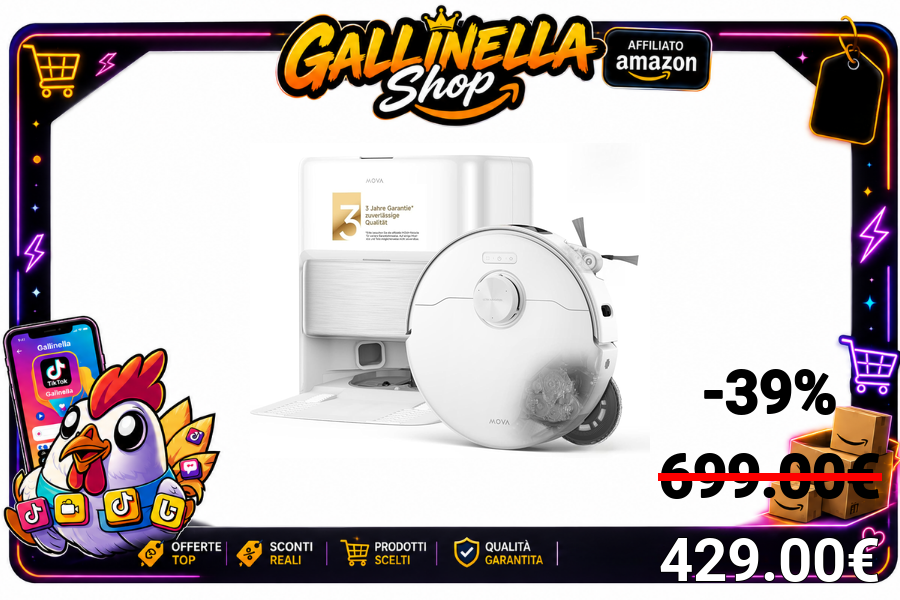 GALLINELLA
Shop
AFFILIATO
amazon
MOVA
3
3 Jahre Garantie*
zuverlässige
Qualität
MOVA
Gallinella
TikTok
Gallinella
-39%
699.00€
429.00€
OFFERTE
TOP
SCONTI
REALI
PRODOTTI
SCELTI
QUALITÀ
GARANTITA